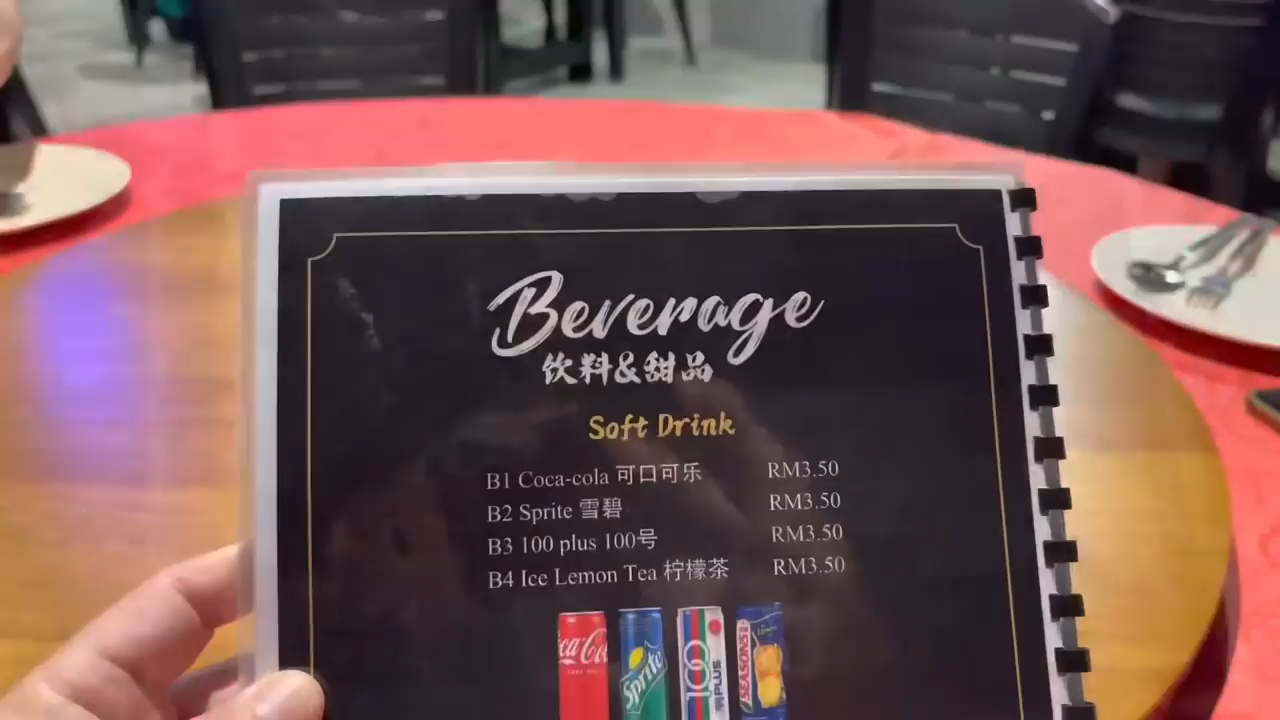 Beverage
饮料&甜品
Soft Drink
B1 Coca-cola 可口可乐 RM3.50
B2 Sprite 雪碧 RM3.50
B3 100 plus 100号 RM3.50
B4 Ice Lemon Tea 柠檬茶 RM3.50
ca-Co
Sprite
100 PLUS
SEASONS